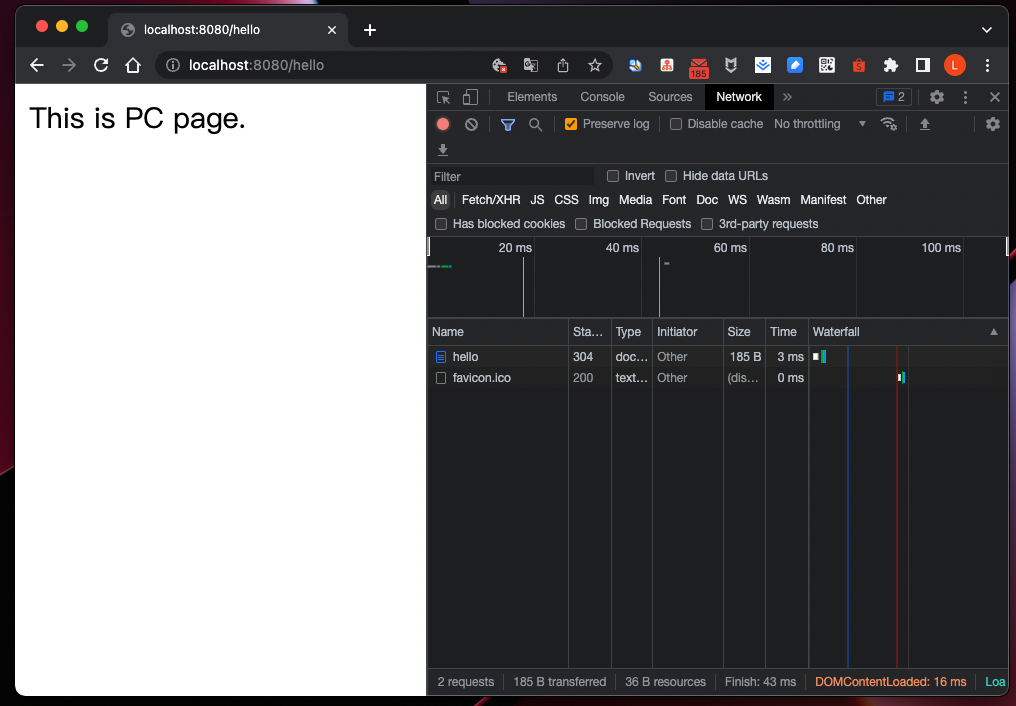 localhost:8080/hello
localhost:8080/hello
185
S
L
This is PC page.
Elements Console Sources Network » 2
Preserve log Disable cache No throttling
Filter Invert Hide data URLs
All Fetch/XHR JS CSS Img Media Font Doc WS Wasm Manifest Other
Has blocked cookies Blocked Requests 3rd-party requests
20 ms 40 ms 60 ms 80 ms 100 ms
Name Sta... Type Initiator Size Time Waterfall
hello 304 doc... Other 185 B 3 ms
favicon.ico 200 text... Other (dis... 0 ms
2 requests 185 B transferred 36 B resources Finish: 43 ms DOMContentLoaded: 16 ms Loa